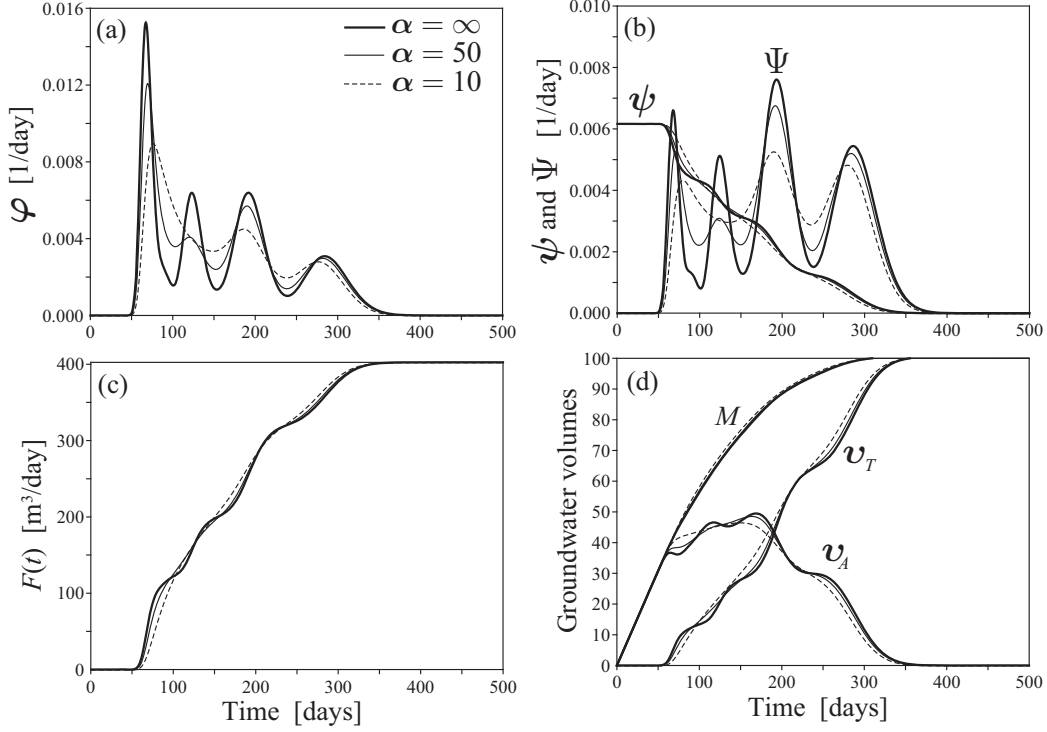 (a)
α = ∞
α = 50
α = 10
0.016
0.012
0.008
0.004
0.000
φ [1/day]
0 100 200 300 400 500
(b)
ψ
Ψ
0.010
0.008
0.006
0.004
0.002
0.000
ψ and Ψ [1/day]
0 100 200 300 400 500
(c)
400
300
200
100
0
F(t) [m³/day]
0 100 200 300 400 500
Time [days]
(d)
M
υT
υA
100
90
80
70
60
50
40
30
20
10
0
Groundwater volumes
0 100 200 300 400 500
Time [days]